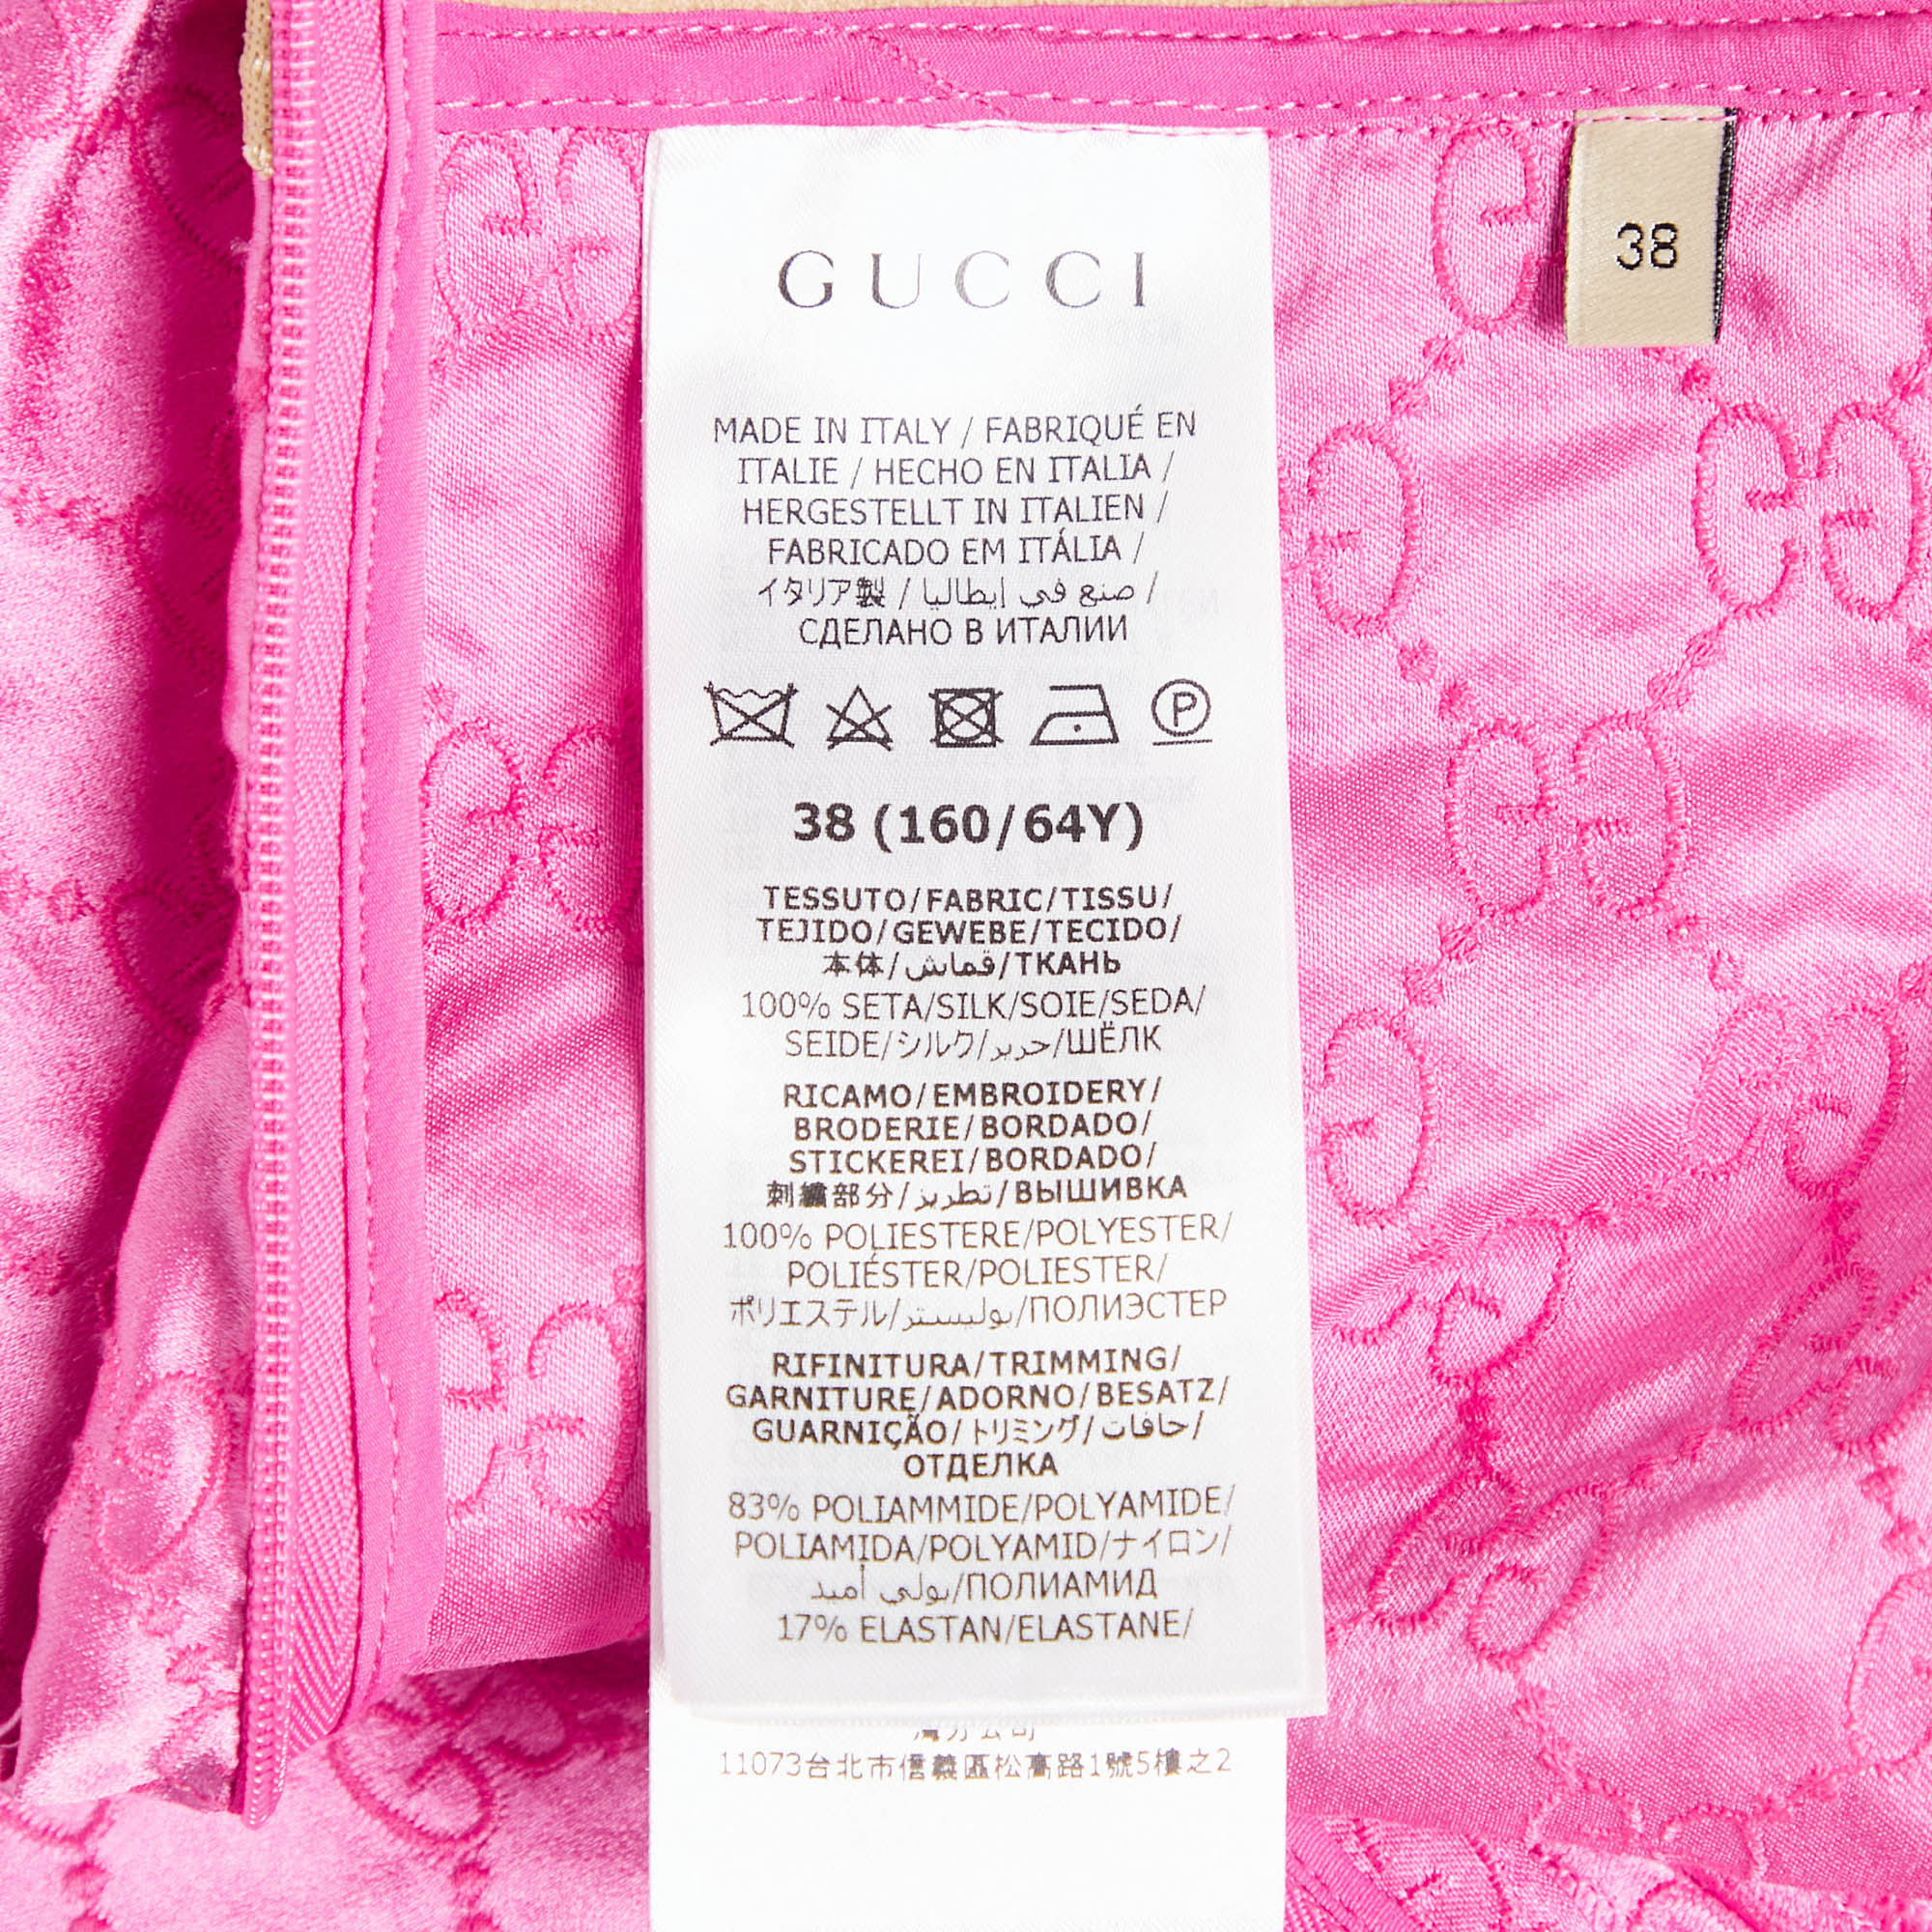 GUCCI
38
MADE IN ITALY / FABRIQUÉ EN
ITALIE / HECHO EN ITALIA /
HERGESTELLT IN ITALIEN /
FABRICADO EM ITÁLIA /
イタリア製 / صنع في إيطاليا /
СДЕЛАНО В ИТАЛИИ
P
38 (160/64Y)
TESSUTO/FABRIC/TISSU/
TEJIDO/GEWEBE/TECIDO/
本体/قماش/ТКАНЬ
100% SETA/SILK/SOIE/SEDA/
SEIDE/シルク/حرير/ШЁЛК
RICAMO/EMBROIDERY/
BRODERIE/BORDADO/
STICKEREI/BORDADO/
刺繍部分/تطريز/ВЫШИВКА
100% POLIESTERE/POLYESTER/
POLIÉSTER/POLIESTER/
ポリエステル/بوليستر/ПОЛИЭСТЕР
RIFINITURA/TRIMMING/
GARNITURE/ADORNO/BESATZ/
GUARNIÇÃO/トリミング/حافات/
ОТДЕЛКА
83% POLIAMMIDE/POLYAMIDE/
POLIAMIDA/POLYAMID/ナイロン/
بولي أميد/ПОЛИАМИД
17% ELASTAN/ELASTANE/
11073台北市信義區松高路1號5樓之2